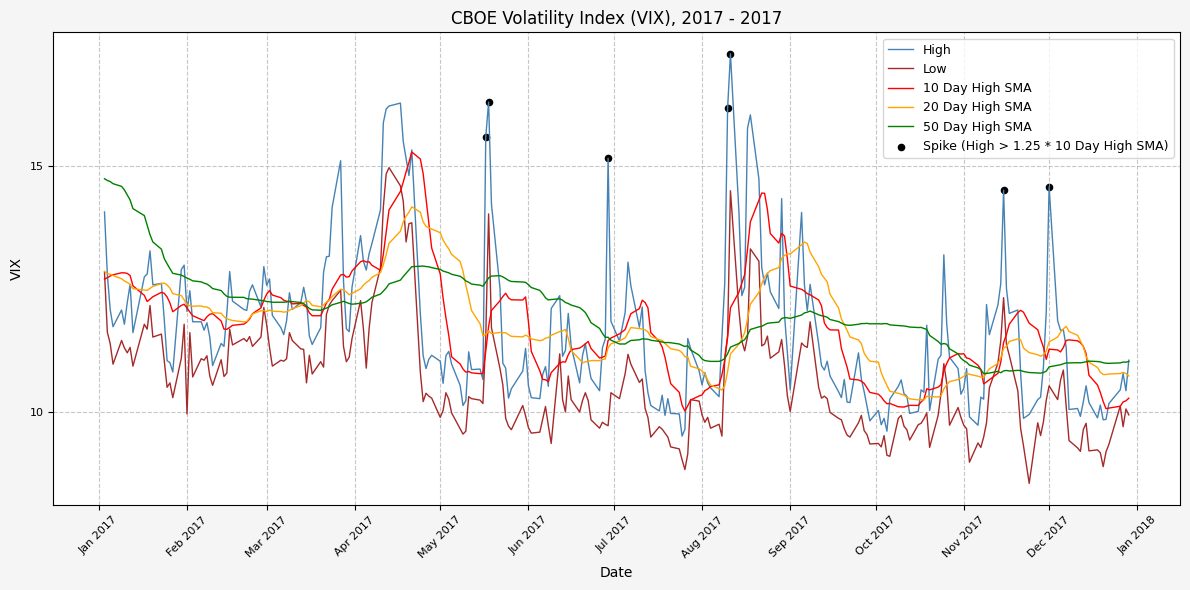 CBOE Volatility Index (VIX), 2017 - 2017
High
Low
10 Day High SMA
20 Day High SMA
50 Day High SMA
Spike (High > 1.25 * 10 Day High SMA)
VIX
15
10
Jan 2017
Feb 2017
Mar 2017
Apr 2017
May 2017
Jun 2017
Jul 2017
Aug 2017
Sep 2017
Oct 2017
Nov 2017
Dec 2017
Jan 2018
Date